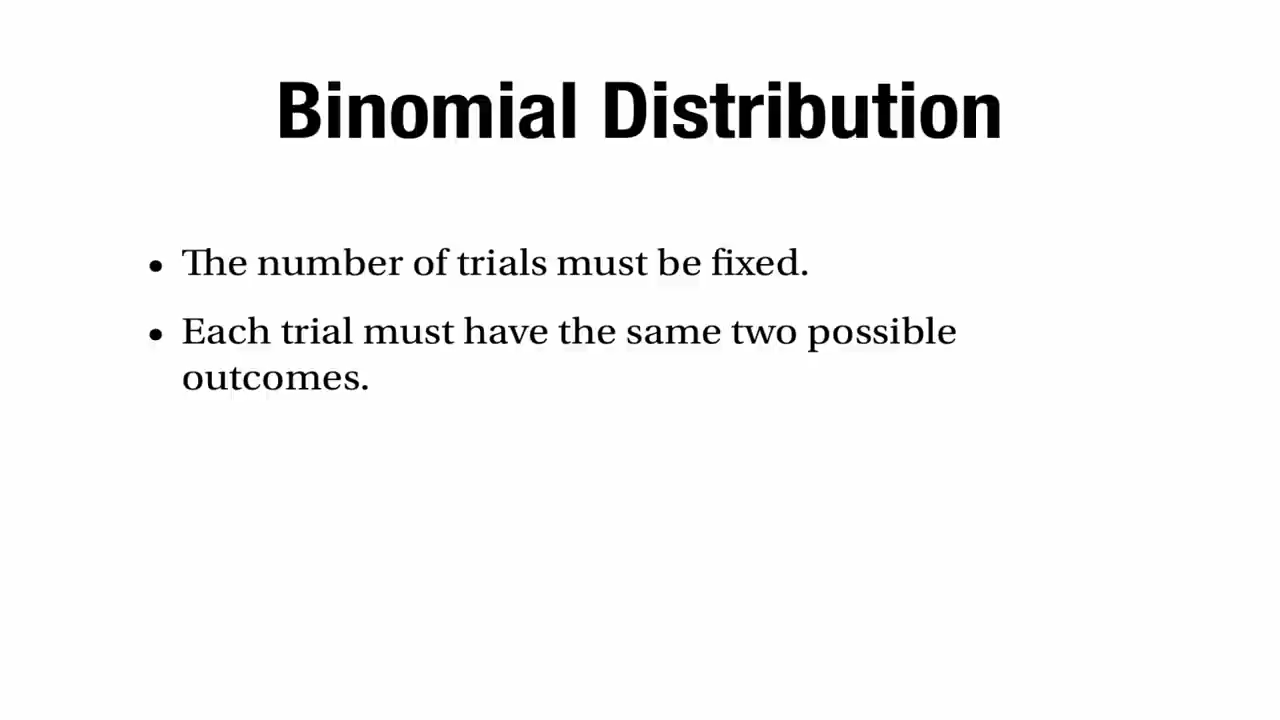 Binomial Distribution
• The number of trials must be fixed.
• Each trial must have the same two possible
outcomes.